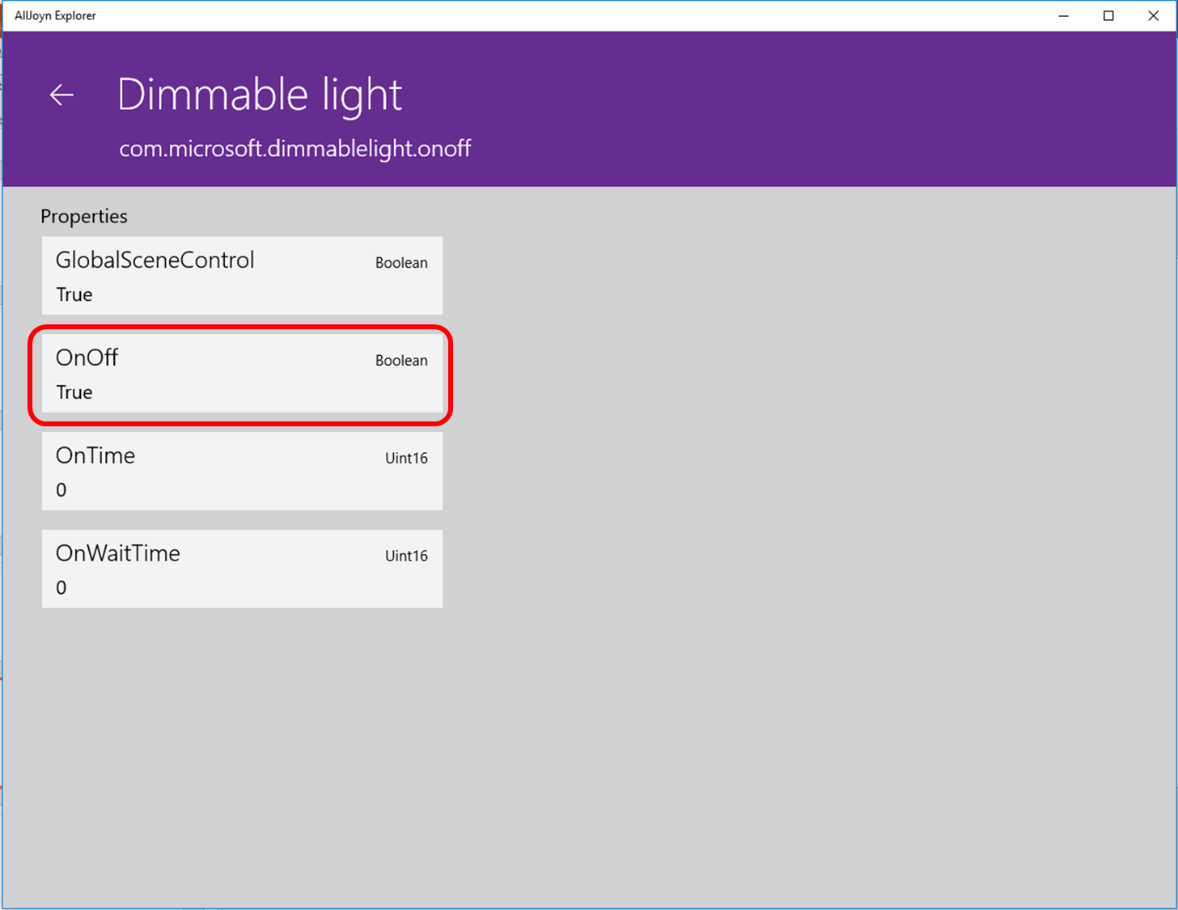 AllJoyn Explorer
Dimmable light
com.microsoft.dimmablelight.onoff
Properties
GlobalSceneControl Boolean
True
OnOff Boolean
True
OnTime Uint16
0
OnWaitTime Uint16
0